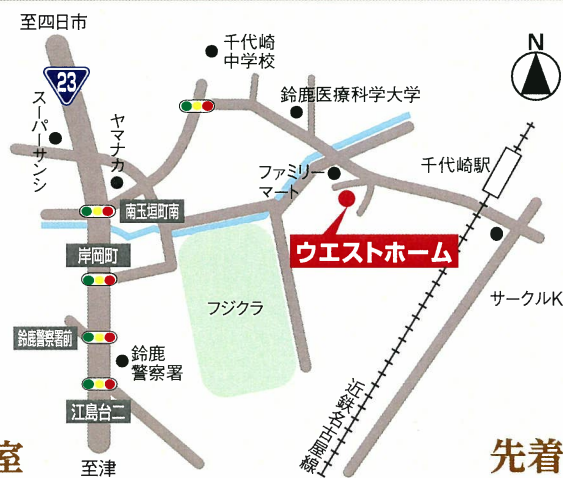 至四日市
23
千代崎
中学校
N
スーパーサンシ
ヤマナカ
鈴鹿医療科学大学
ファミリー
マート
千代崎駅
南玉垣町南
岸岡町
ウエストホーム
フジクラ
サークルK
鈴鹿警察署前
鈴鹿
警察署
江島台二
近鉄名古屋線
室
至津
先着